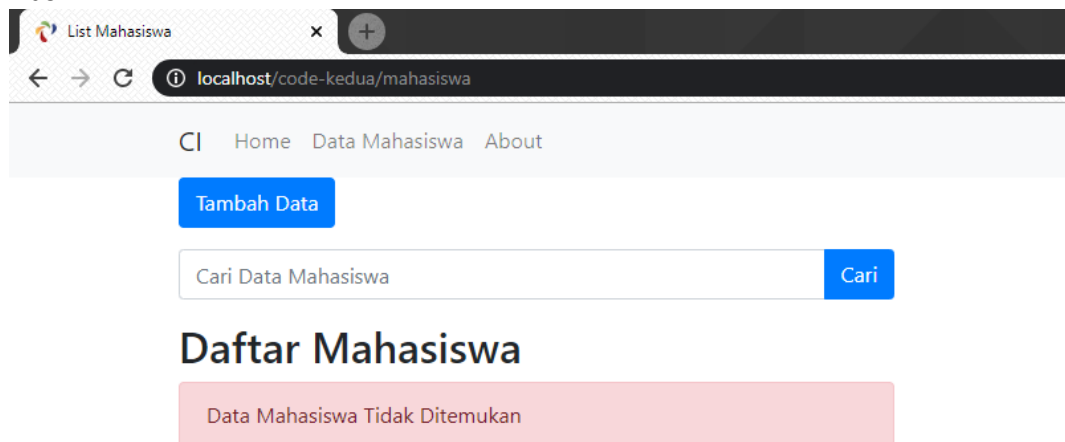 List Mahasiswa
localhost/code-kedua/mahasiswa
CI Home Data Mahasiswa About
Tambah Data
Cari Data Mahasiswa Cari
Daftar Mahasiswa
Data Mahasiswa Tidak Ditemukan